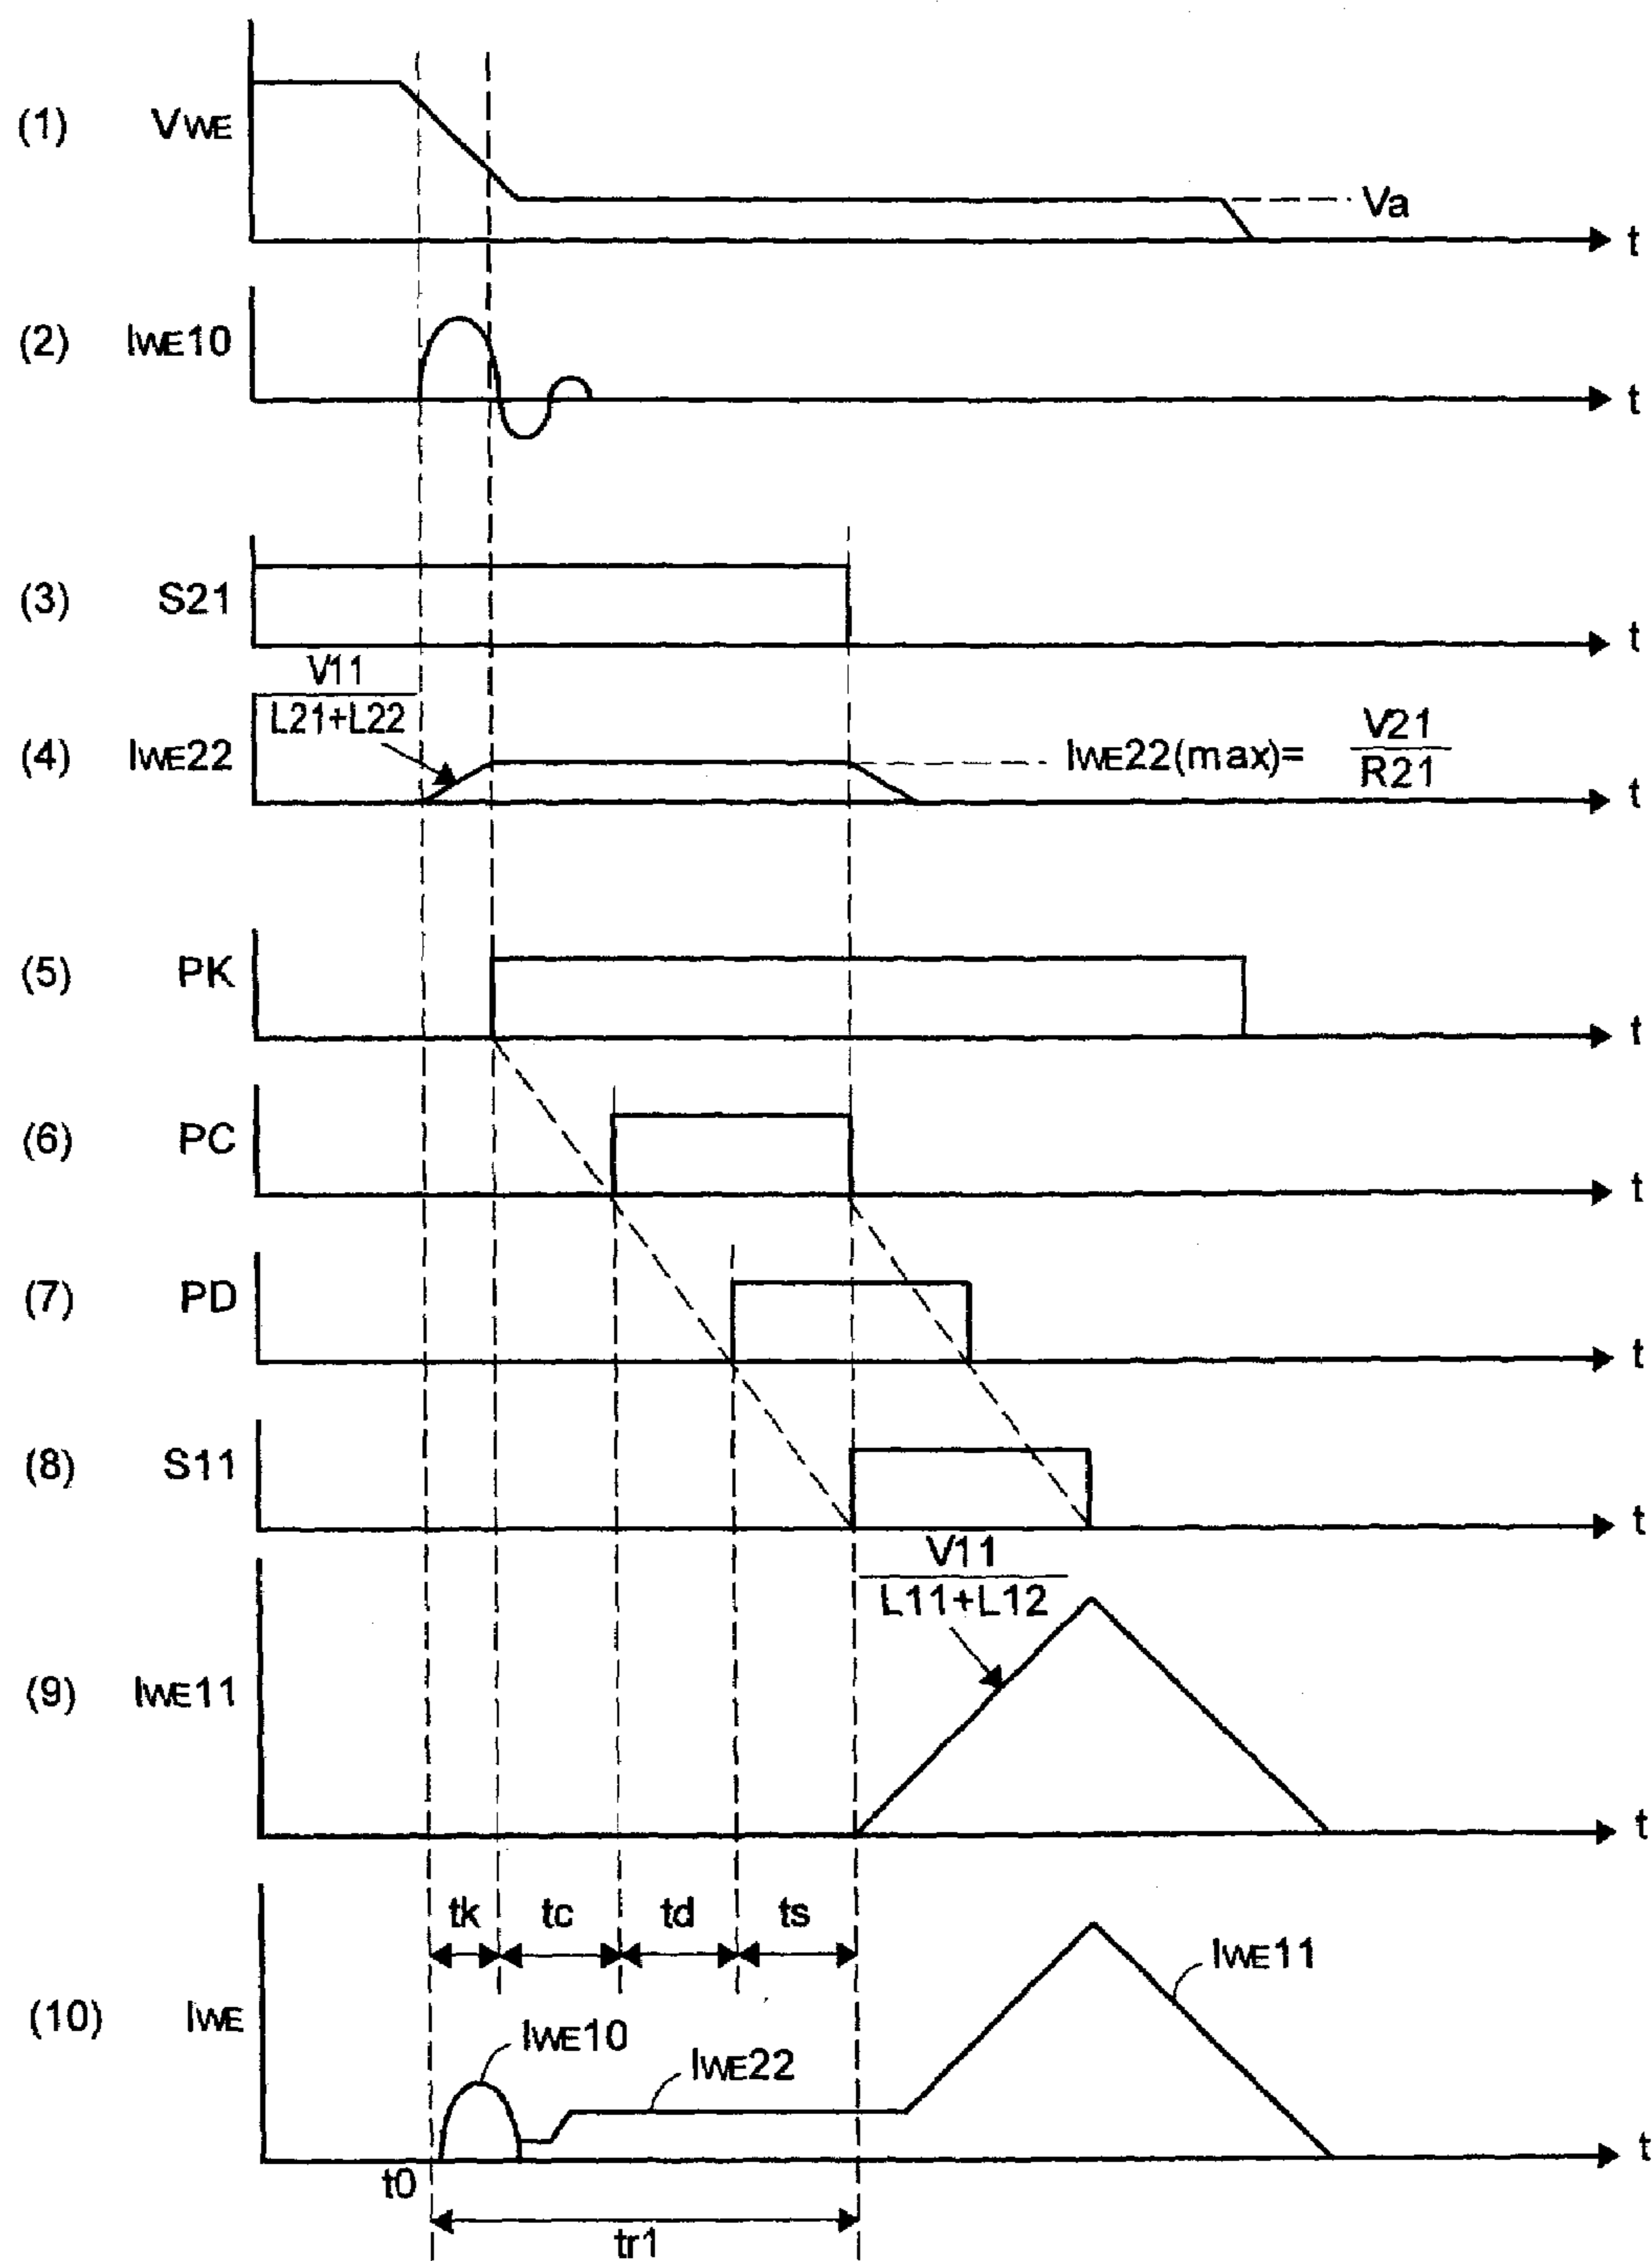 (1) VWE
Va
t
(2) IWE10
t
(3) S21
t
V11
L21+L22
(4) IWE22
IWE22(max)= V21
R21
t
(5) PK
t
(6) PC
t
(7) PD
t
(8) S11
t
V11
L11+L12
(9) IWE11
t
tk tc td ts
(10) IWE
IWE10
IWE22
IWE11
t
t0
tr1